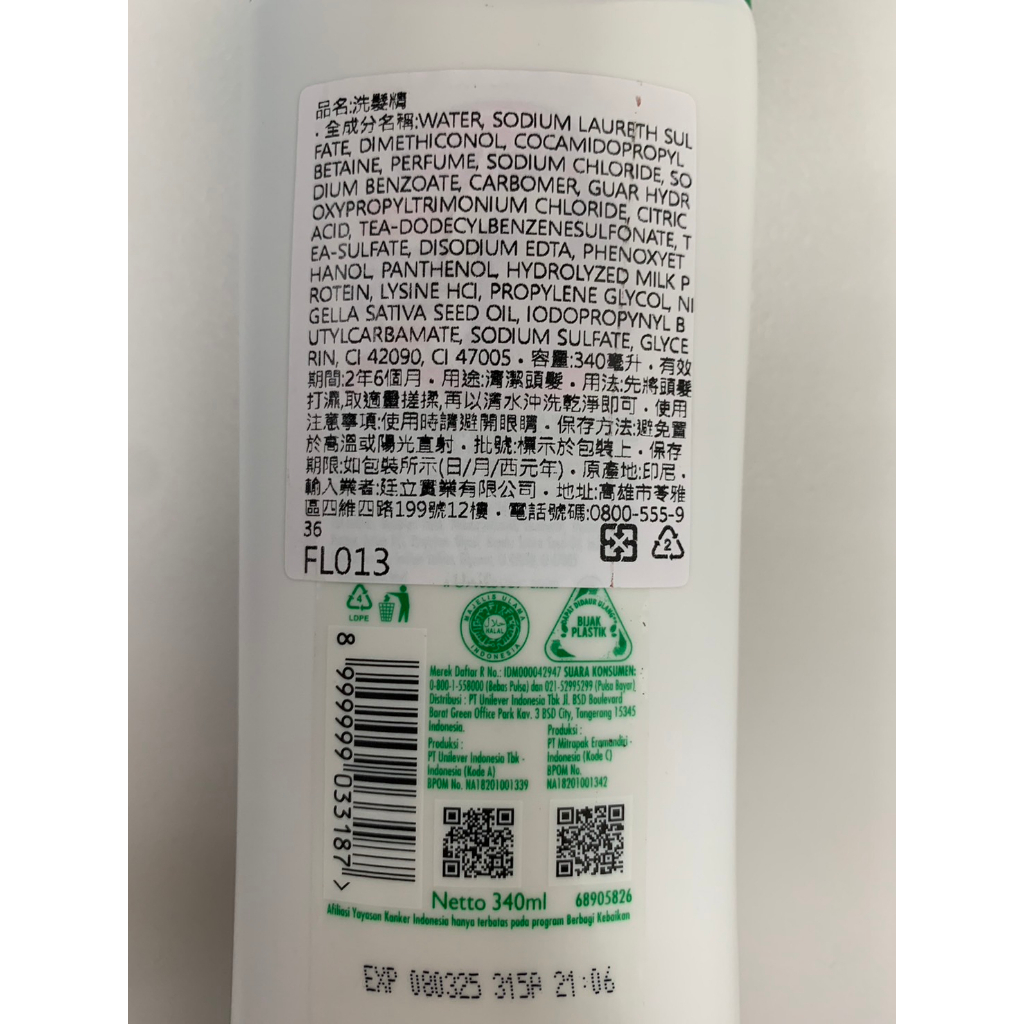 品名:洗髮精
．全成分名稱:WATER, SODIUM LAURETH SUL
FATE, DIMETHICONOL, COCAMIDOPROPYL
BETAINE, PERFUME, SODIUM CHLORIDE, SO
DIUM BENZOATE, CARBOMER, GUAR HYDR
OXYPROPYLTRIMONIUM CHLORIDE, CITRIC
ACID, TEA-DODECYLBENZENESULFONATE, T
EA-SULFATE, DISODIUM EDTA, PHENOXYET
HANOL, PANTHENOL, HYDROLYZED MILK P
ROTEIN, LYSINE HCl, PROPYLENE GLYCOL, NI
GELLA SATIVA SEED OIL, IODOPROPYNYL B
UTYLCARBAMATE, SODIUM SULFATE, GLYCE
RIN, CI 42090, CI 47005．容量:340毫升．有效
期間:2年6個月．用途:清潔頭髮．用法:先將頭髮
打濕,取適量搓揉,再以清水沖洗乾淨即可．使用
注意事項:使用時請避開眼睛．保存方法:避免置
於高溫或陽光直射．批號:標示於包裝上．保存
期限:如包裝所示(日/月/西元年)．原產地:印尼．
輸入業者:廷立實業有限公司．地址:高雄市苓雅
區四維四路199號12樓．電話號碼:0800-555-9
36
FL013
2
4
LDPE
MAJELIS ULAMA
HALAL
INDONESIA
DAPAT DIDAUR ULANG
BIJAK
PLASTIK
Merek Daftar R No.: IDM000042947 SUARA KONSUMEN:
0-800-1-558000 (Bebas Pulsa) dan 021-52995299 (Pulsa Bayar)
Distribusi : PT Unilever Indonesia Tbk Jl. BSD Boulevard
Barat Green Office Park Kav. 3 BSD City, Tangerang 15345
Indonesia.
Produksi :
PT Unilever Indonesia Tbk -
Indonesia (Kode A)
BPOM No. NA18201001339
Produksi :
PT Mitrapak Eramandiri -
Indonesia (Kode C)
BPOM No.
NA18201001342
8 999999 033187 >
Netto 340ml
68905826
Afiliasi Yayasan Kanker Indonesia hanya terbatas pada program Berbagi Kebaikan
EXP 080325 315A 21:06